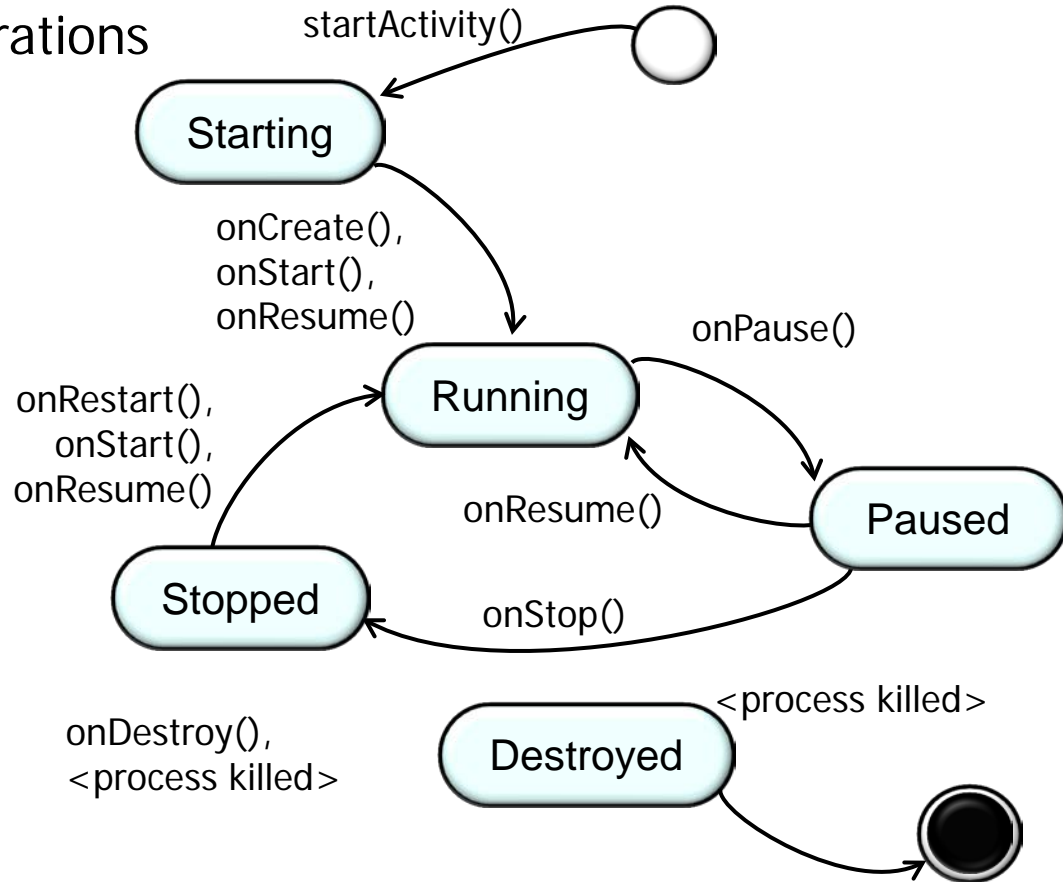 rations
startActivity()
Starting
onCreate(),
onStart(),
onResume()
onPause()
Running
onRestart(),
onStart(),
onResume()
onResume()
Paused
Stopped
onStop()
<process killed>
onDestroy(),
<process killed>
Destroyed